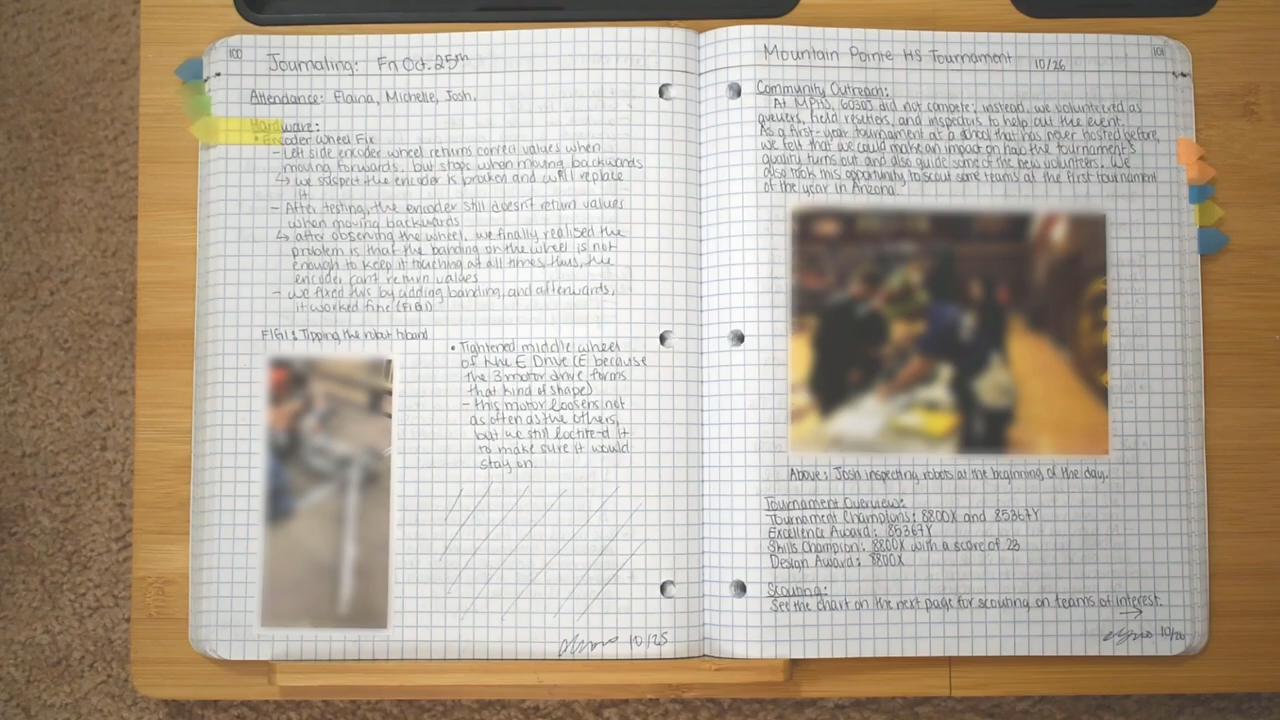 100
Journaling: Fri Oct. 25th
Attendance: Elaina, Michelle, Josh.
Hardware:
• Encoder Wheel Fix
- Left side encoder wheel returns correct values when
moving forwards, but stops when moving backwards
↳ we suspect the encoder is broken and will replace
it.
- After testing, the encoder still doesn't return values
when moving backwards
↳ after observing the wheel, we finally realised the
problem is that the banding on the wheel is not
enough to keep it touching at all times, thus, the
encoder can't return values
- we fixed this by adding banding, and afterwards,
it worked fine (FIG1)
FIG1: Tipping the robot
• Tightened middle wheel
of the E Drive (E because
the 3 motor drive forms
that kind of shape)
- this motor loosens not
as often as the others,
but we still loctite-d it
to make sure it would
stay on.
10/25
101
Mountain Pointe HS Tournament 10/26
Community Outreach:
At MPHS, 6030J did not compete; instead, we volunteered as
queuers, field resetters, and inspectors to help out the event.
As a first-year tournament at a school that has never hosted before,
we felt that we could make an impact on how the tournament's
quality turns out and also guide some of the new volunteers. We
also took this opportunity to scout some teams at the first tournament
of the year in Arizona.
Above: Josh inspecting robots at the beginning of the day.
Tournament Overview:
Tournament Champions: 8800X and 85367Y
Excellence Award: 85367Y
Skills Champion: 8800X with a score of 23
Design Award: 8800X
Scouting:
See the chart on the next page for scouting on teams of interest.
→
10/26